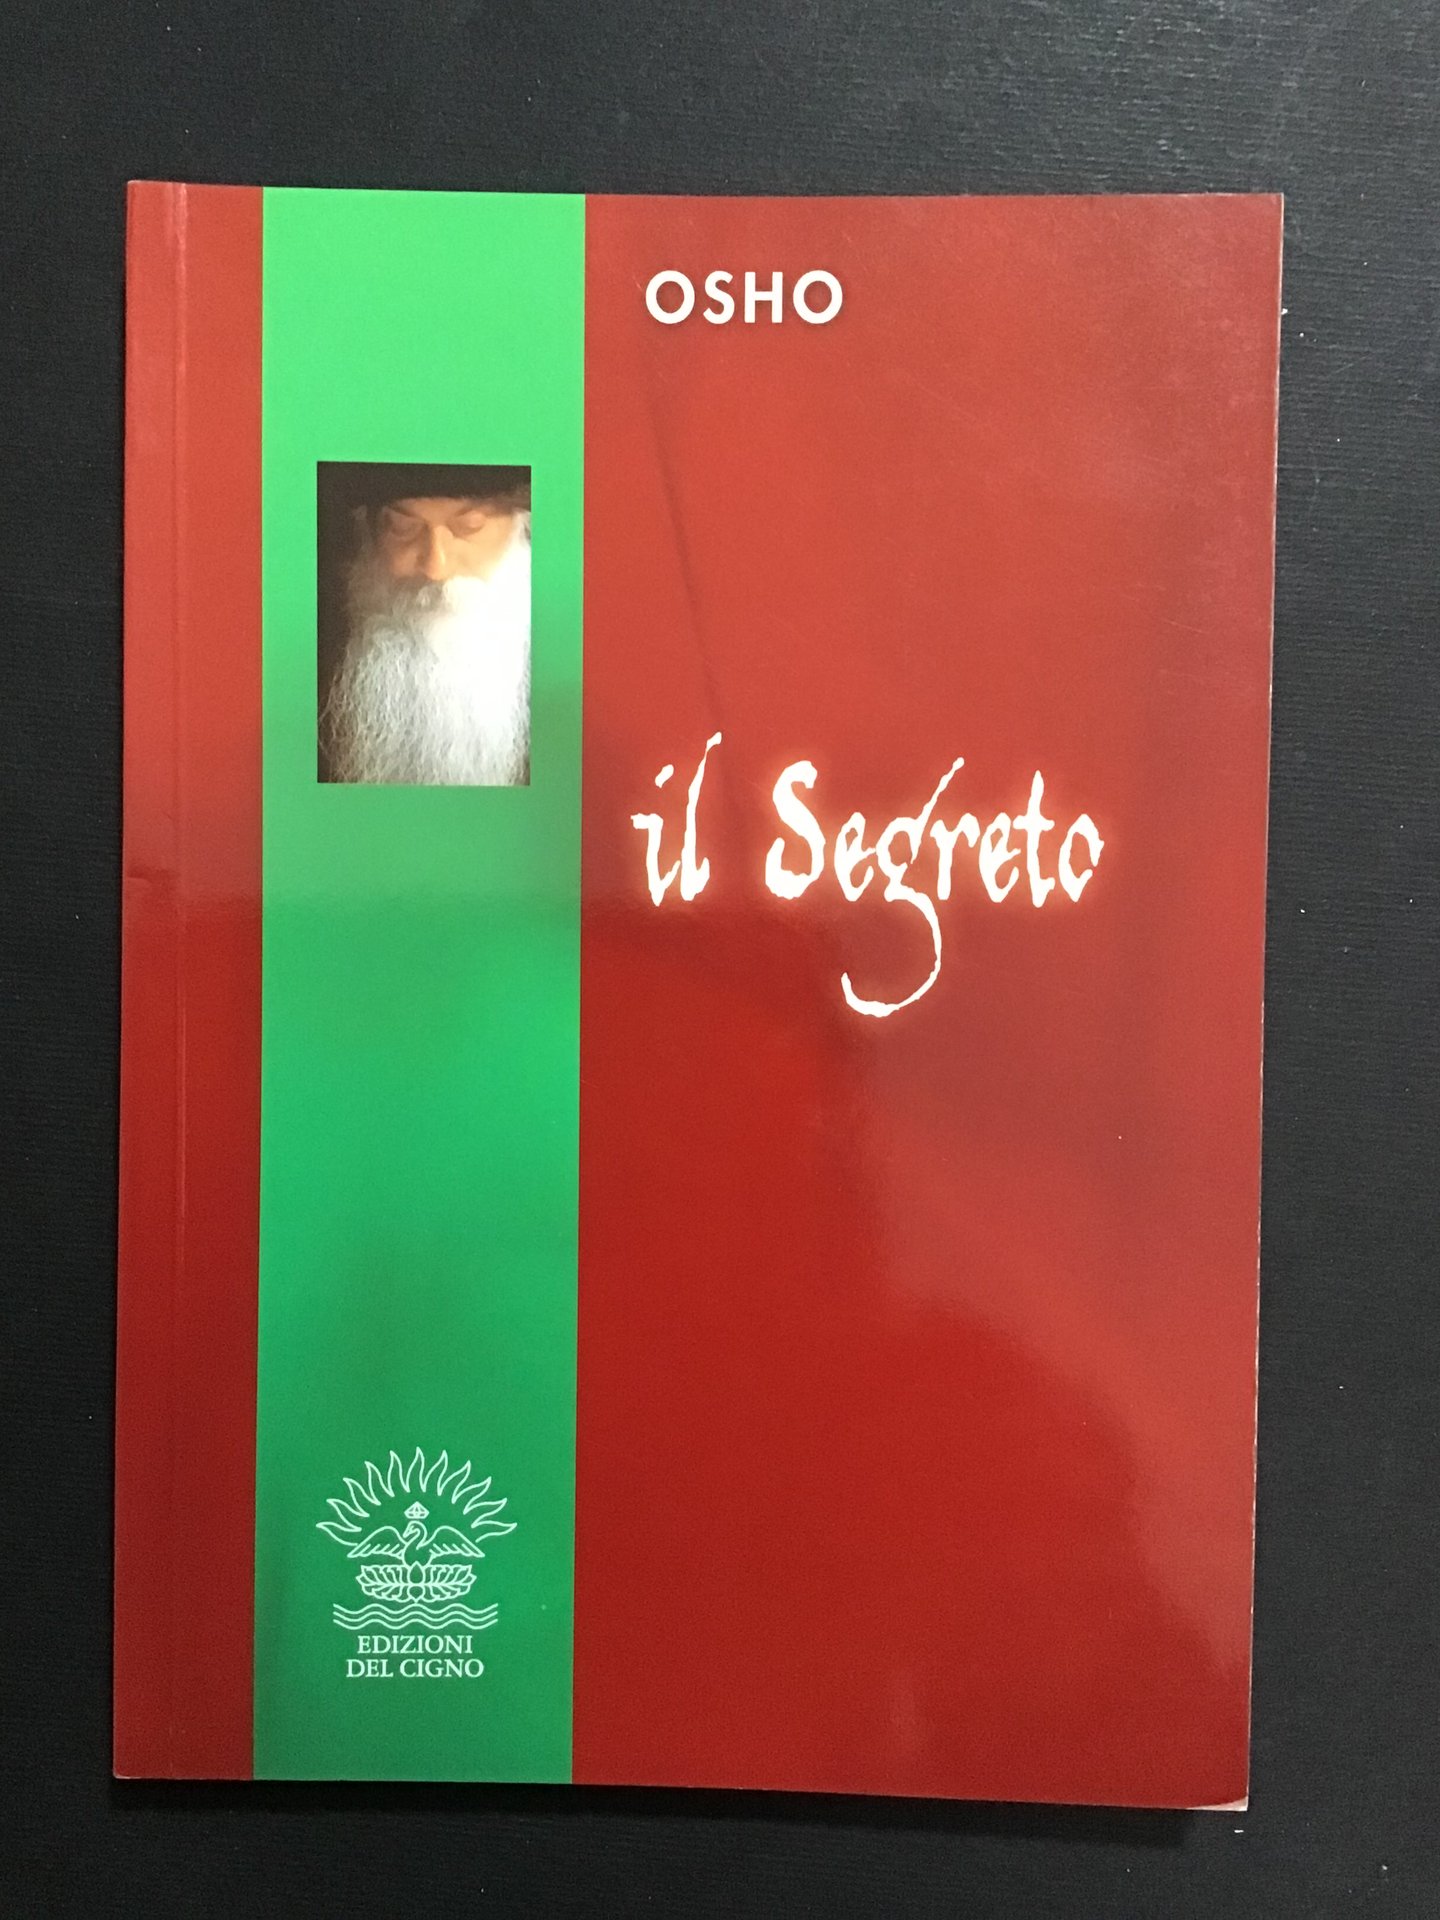 OSHO
il Segreto
EDIZIONI
DEL CIGNO